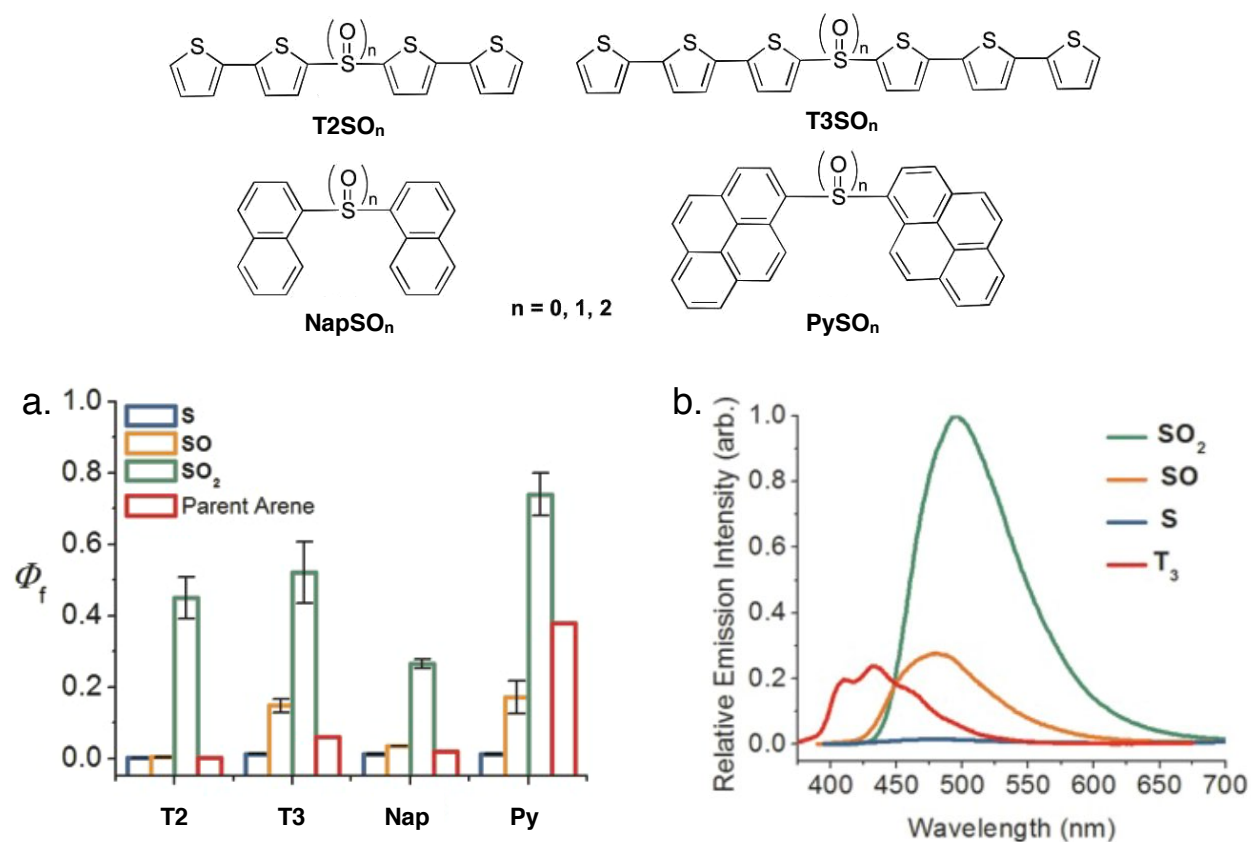 S S (O)n S S S
S S S (O)n S S S S
T2SOn
T3SOn
(O)n S
(O)n S
n = 0, 1, 2
NapSOn
PySOn
a.
1.0
0.8
0.6
0.4
0.2
0.0
Φf
S
SO
SO2
Parent Arene
T2
T3
Nap
Py
b.
Relative Emission Intensity (arb.)
1.0
0.8
0.6
0.4
0.2
0.0
SO2
SO
S
T3
400 450 500 550 600 650 700
Wavelength (nm)